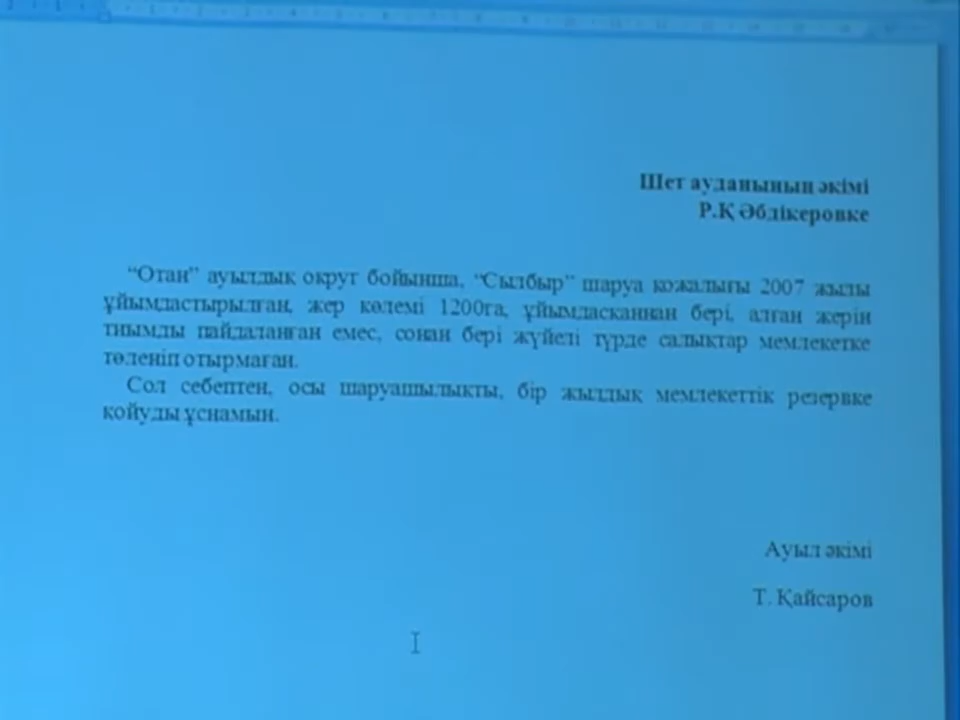 Шет ауданының әкімі
Р.Қ Әбдікеровке
“Отан” ауылдық округ бойынша, “Сылбыр” шаруа қожалығы 2007 жылы
ұйымдастырылған, жер көлемі 1200га, ұйымдасқаннан бері, алған жерін
тиымды пайдаланған емес, сонан бері жүйелі түрде салықтар мемлекетке
төленіп отырмаған.
Сол себептен, осы шаруашылықты, бір жылдық мемлекеттік резервке
қоюды ұснамын.
Ауыл әкімі
Т. Қайсаров